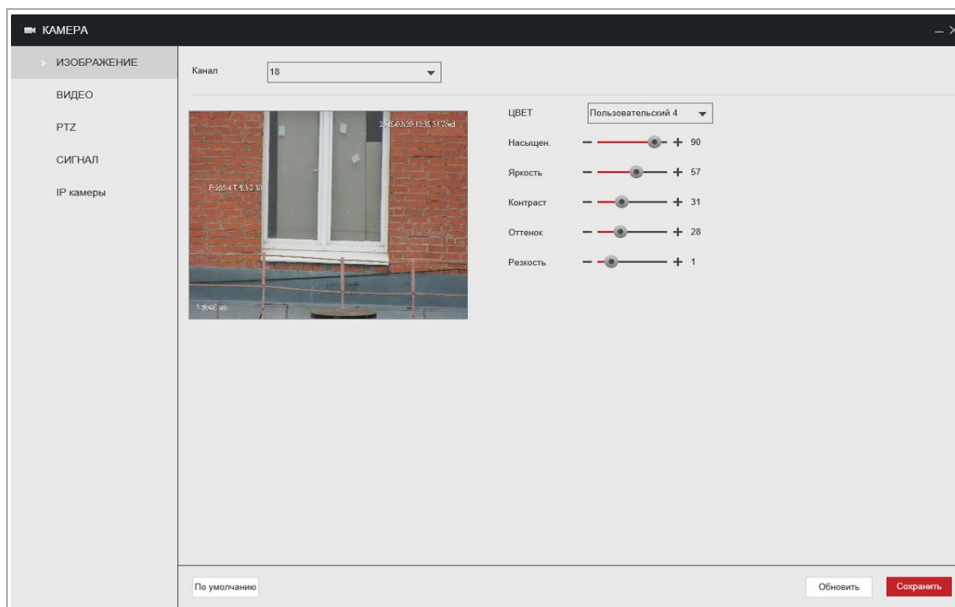 КАМЕРА
ИЗОБРАЖЕНИЕ
ВИДЕО
PTZ
СИГНАЛ
IP камеры
Канал 18
ЦВЕТ Пользовательский 4
Насыщен. 90
Яркость 57
Контраст 31
Оттенок 28
Резкость 1
По умолчанию
Обновить
Сохранить